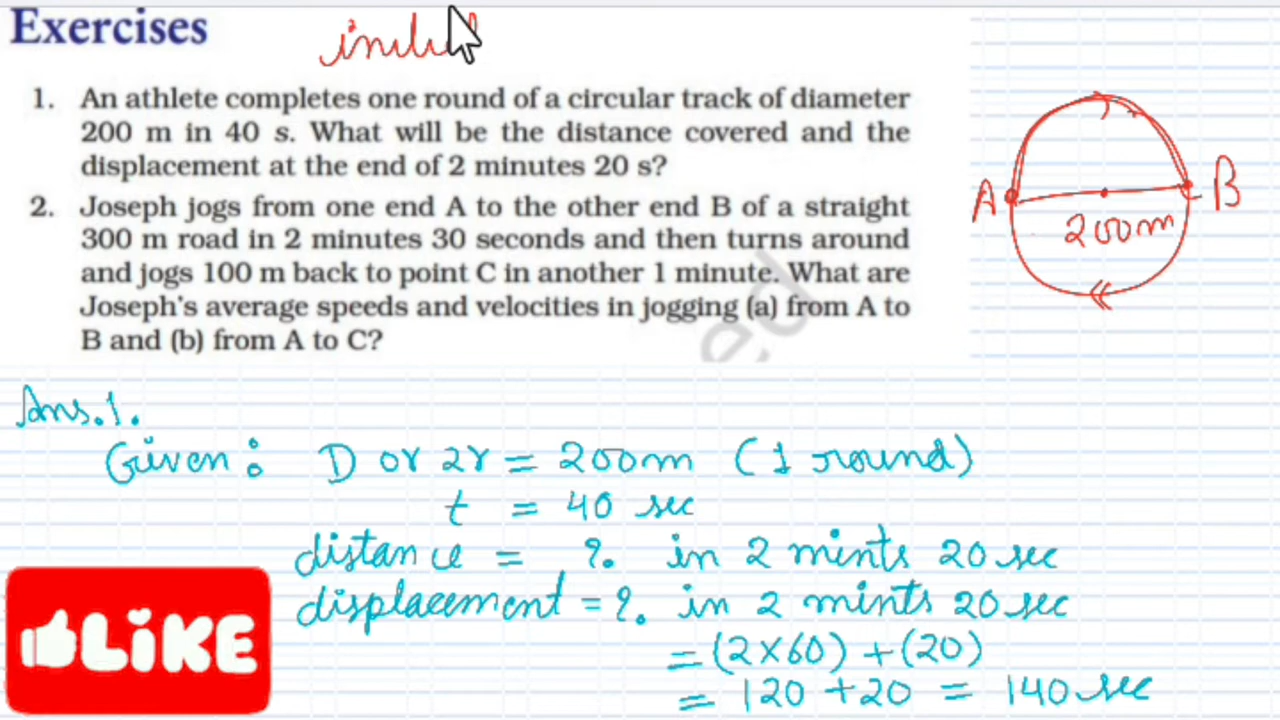 Exercises
1. An athlete completes one round of a circular track of diameter
200 m in 40 s. What will be the distance covered and the
displacement at the end of 2 minutes 20 s?
2. Joseph jogs from one end A to the other end B of a straight
300 m road in 2 minutes 30 seconds and then turns around
and jogs 100 m back to point C in another 1 minute. What are
Joseph's average speeds and velocities in jogging (a) from A to
B and (b) from A to C?
A
B
200m
Ans.1.
Given: D or 2r = 200m (1 round)
t = 40 sec
distance = ?. in 2 mints 20 sec
displacement = ?. in 2 mints 20 sec
= (2×60) + (20)
= 120 + 20 = 140 sec
LiKE